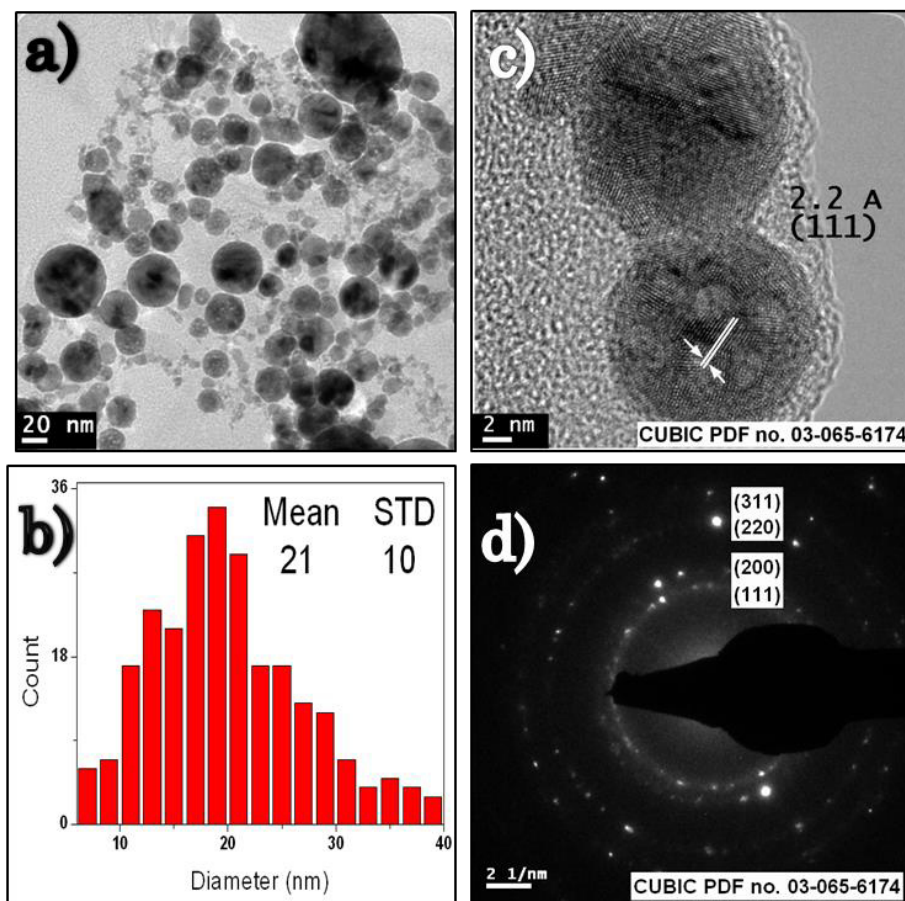 a)
20 nm
c)
2.2 A
(111)
2 nm
CUBIC PDF no. 03-065-6174
b)
36
18
0
Count
Mean STD
21 10
10 20 30 40
Diameter (nm)
d)
(311)
(220)
(200)
(111)
2 1/nm
CUBIC PDF no. 03-065-6174